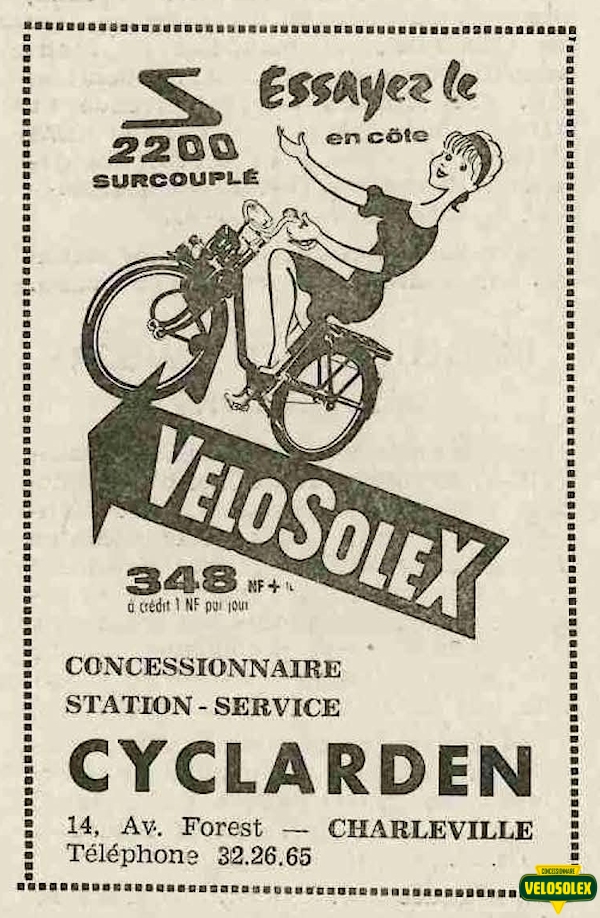 Essayez le
en côte
S
2200
SURCOUPLÉ
VELOSOLEX
348 NF +
à crédit 1 NF par jour
CONCESSIONNAIRE
STATION - SERVICE
CYCLARDEN
14, Av. Forest — CHARLEVILLE
Téléphone 32.26.65
CONCESSIONNAIRE
VELOSOLEX